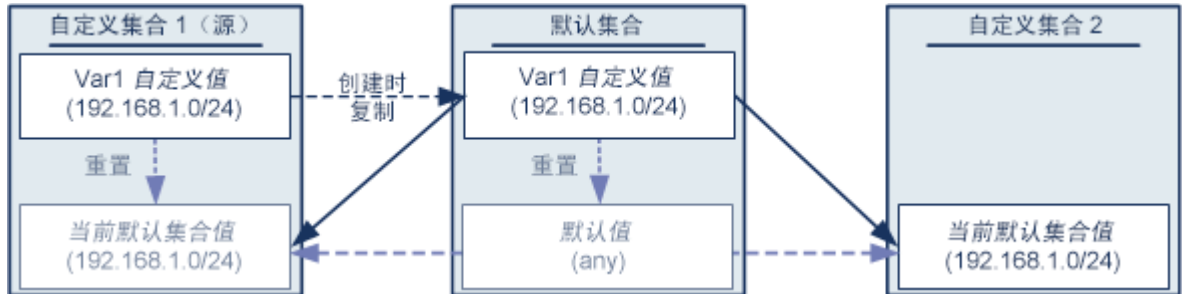 自定义集合 1（源）
Var1 自定义值
(192.168.1.0/24)
重置
当前默认集合值
(192.168.1.0/24)
创建时
复制
默认集合
Var1 自定义值
(192.168.1.0/24)
重置
默认值
(any)
自定义集合 2
当前默认集合值
(192.168.1.0/24)